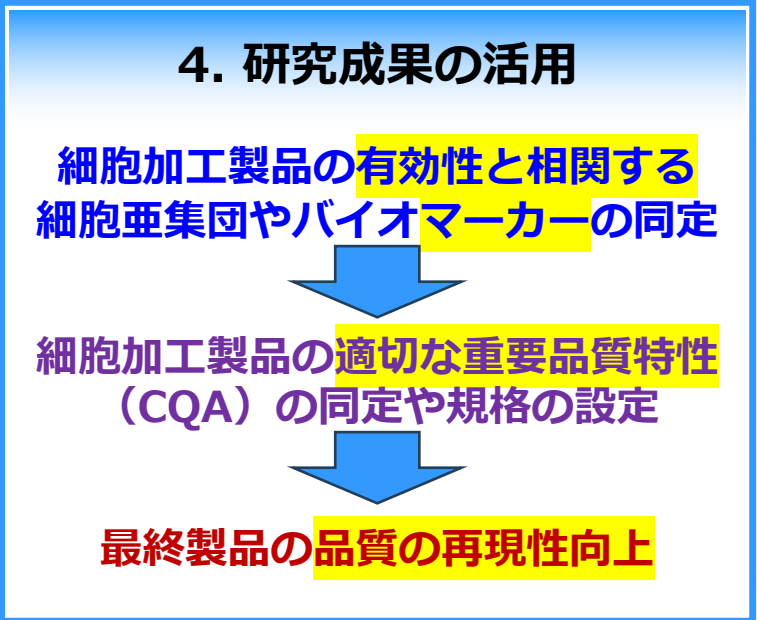 4. 研究成果の活用
細胞加工製品の有効性と相関する
細胞亜集団やバイオマーカーの同定
細胞加工製品の適切な重要品質特性
（CQA）の同定や規格の設定
最終製品の品質の再現性向上